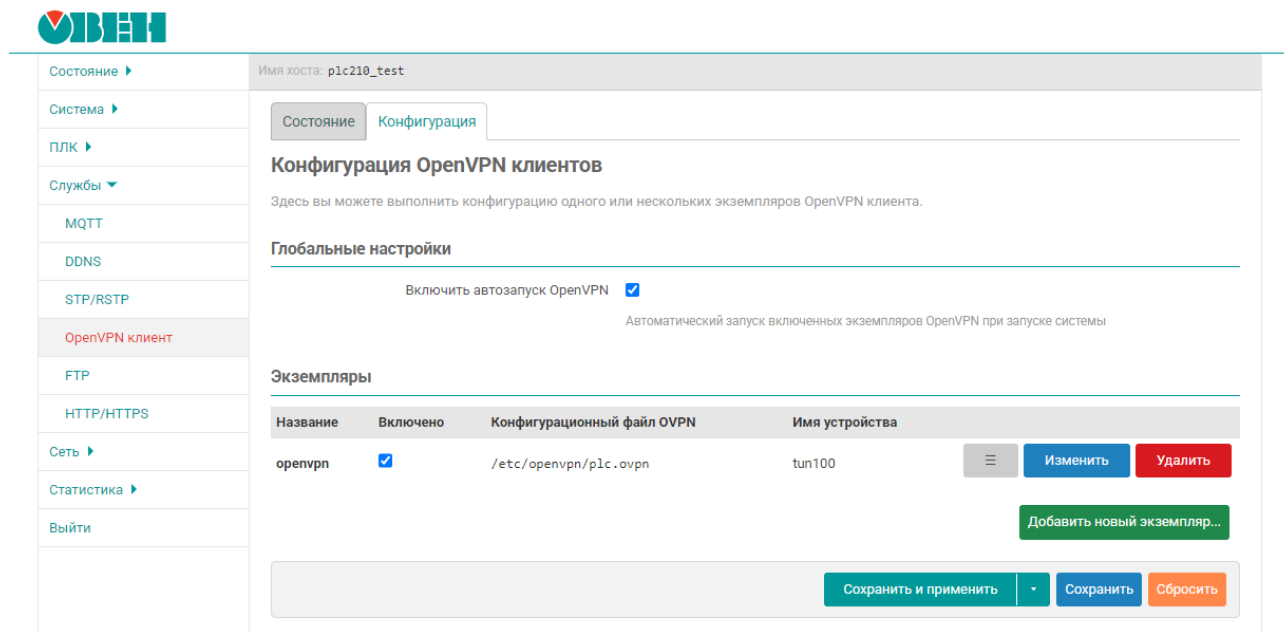 ОВЕН
Состояние
Имя хоста: plc210_test
Система
Состояние Конфигурация
ПЛК
Конфигурация OpenVPN клиентов
Службы
Здесь вы можете выполнить конфигурацию одного или нескольких экземпляров OpenVPN клиента.
MQTT
Глобальные настройки
DDNS
Включить автозапуск OpenVPN
STP/RSTP
Автоматический запуск включенных экземпляров OpenVPN при запуске системы
OpenVPN клиент
FTP
Экземпляры
HTTP/HTTPS
Название Включено Конфигурационный файл OVPN Имя устройства
Сеть
openvpn /etc/openvpn/plc.ovpn tun100 Изменить Удалить
Статистика
Выйти
Добавить новый экземпляр...
Сохранить и применить Сохранить Сбросить